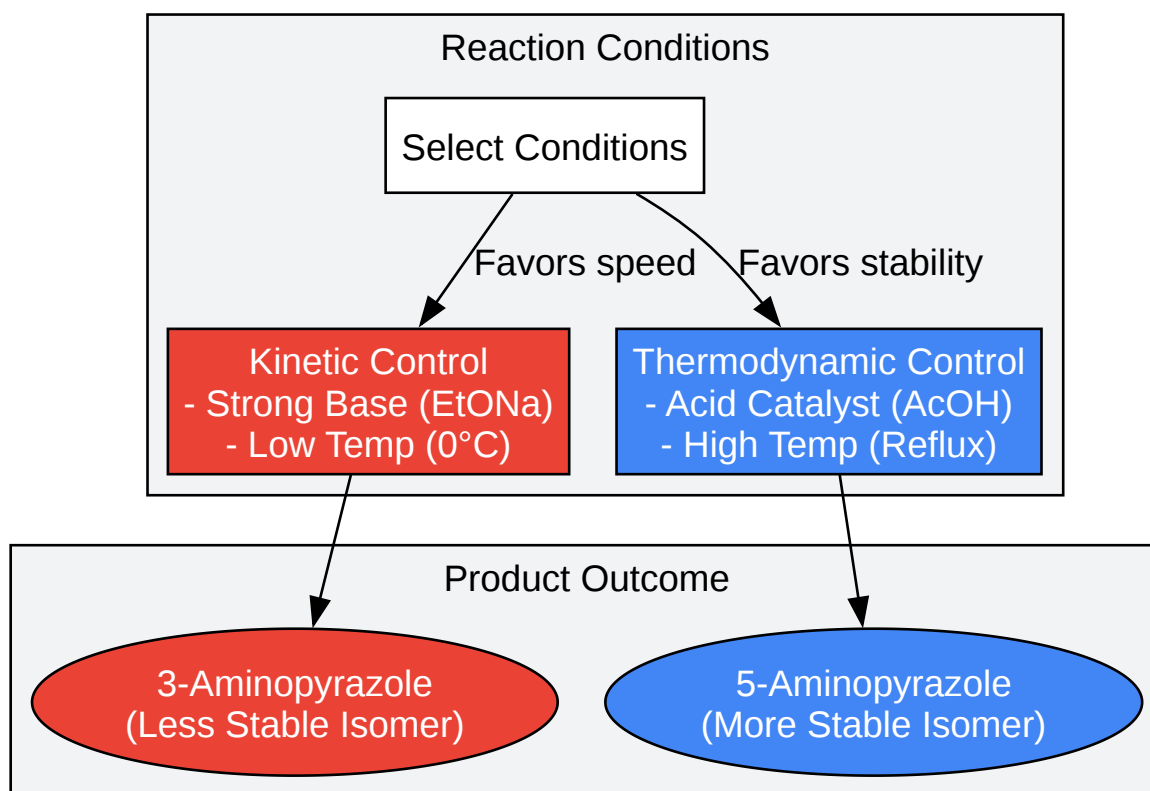 Reaction Conditions
Select Conditions
Favors speed
Favors stability
Kinetic Control
- Strong Base (EtONa)
- Low Temp (0°C)
Thermodynamic Control
- Acid Catalyst (AcOH)
- High Temp (Reflux)
Product Outcome
3-Aminopyrazole
(Less Stable Isomer)
5-Aminopyrazole
(More Stable Isomer)